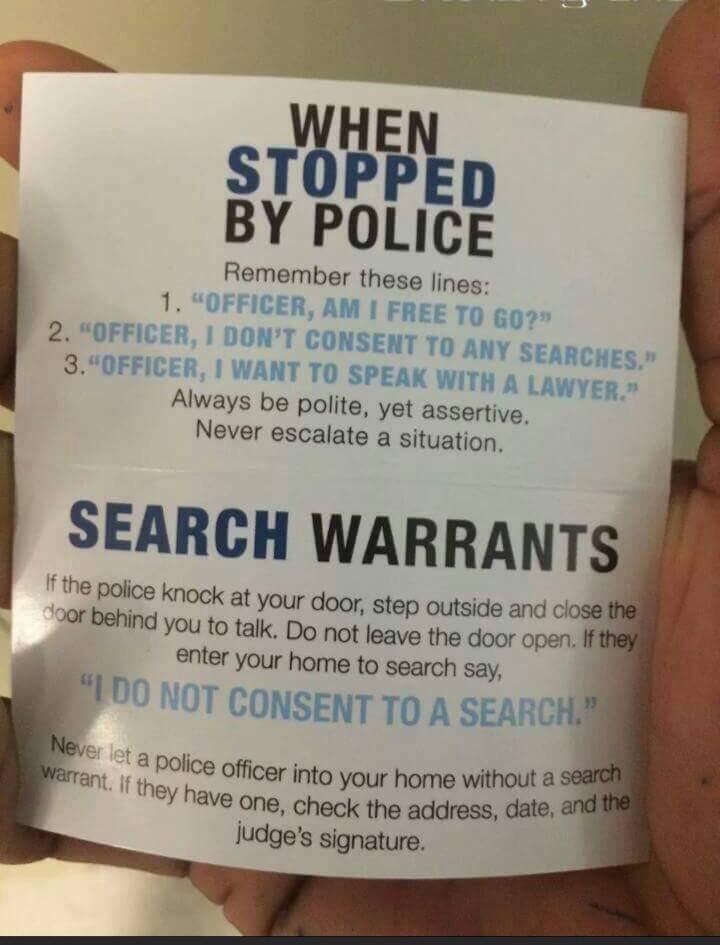 WHEN
STOPPED
BY POLICE
Remember these lines:
1. “OFFICER, AM I FREE TO GO?”
2. “OFFICER, I DON’T CONSENT TO ANY SEARCHES.”
3.“OFFICER, I WANT TO SPEAK WITH A LAWYER.”
Always be polite, yet assertive.
Never escalate a situation.
SEARCH WARRANTS
If the police knock at your door, step outside and close the
door behind you to talk. Do not leave the door open. If they
enter your home to search say,
“I DO NOT CONSENT TO A SEARCH.”
Never let a police officer into your home without a search
warrant. If they have one, check the address, date, and the
judge’s signature.